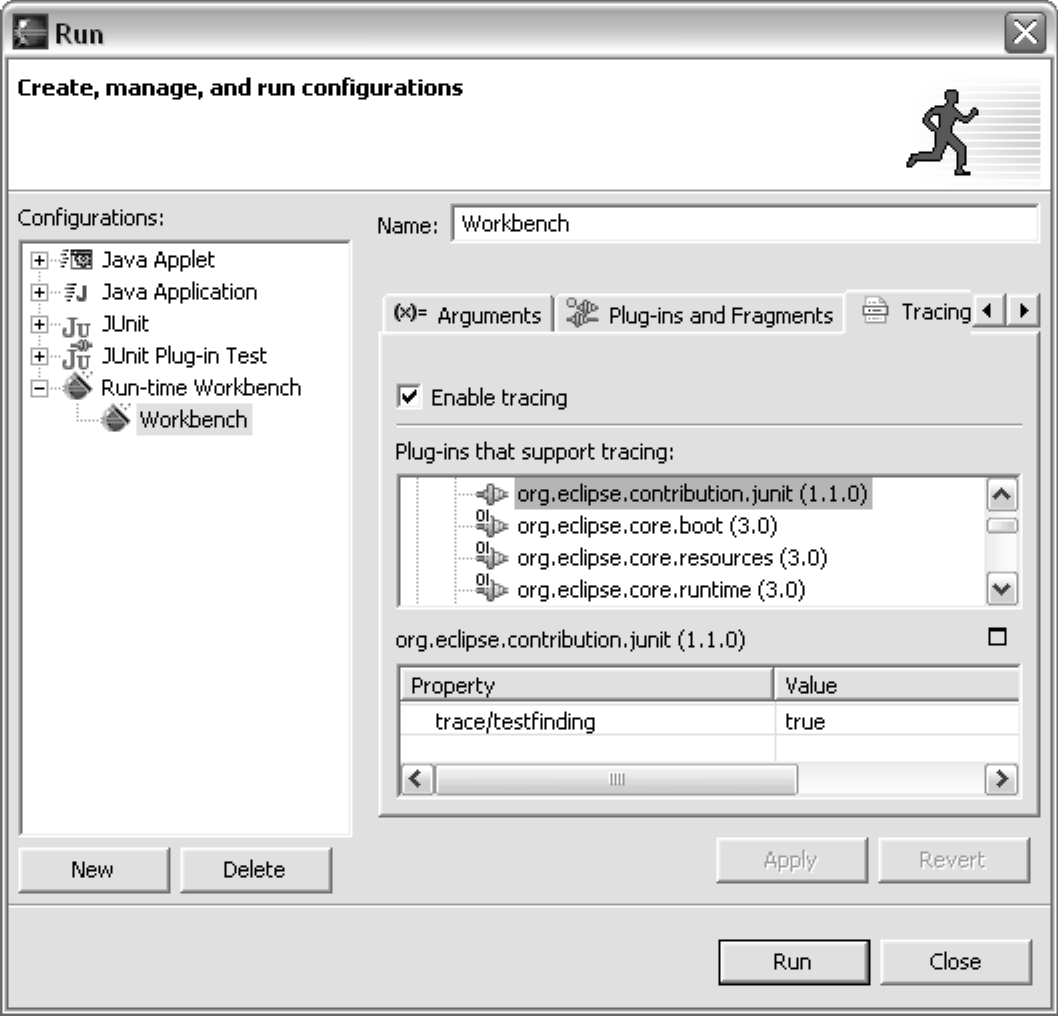 Run
Create, manage, and run configurations
Configurations:
Java Applet
Java Application
JUnit
JUnit Plug-in Test
Run-time Workbench
Workbench
New
Delete
Name: Workbench
(x)= Arguments
Plug-ins and Fragments
Tracing
Enable tracing
Plug-ins that support tracing:
org.eclipse.contribution.junit (1.1.0)
org.eclipse.core.boot (3.0)
org.eclipse.core.resources (3.0)
org.eclipse.core.runtime (3.0)
org.eclipse.contribution.junit (1.1.0)
Property Value
trace/testfinding true
Apply
Revert
Run
Close